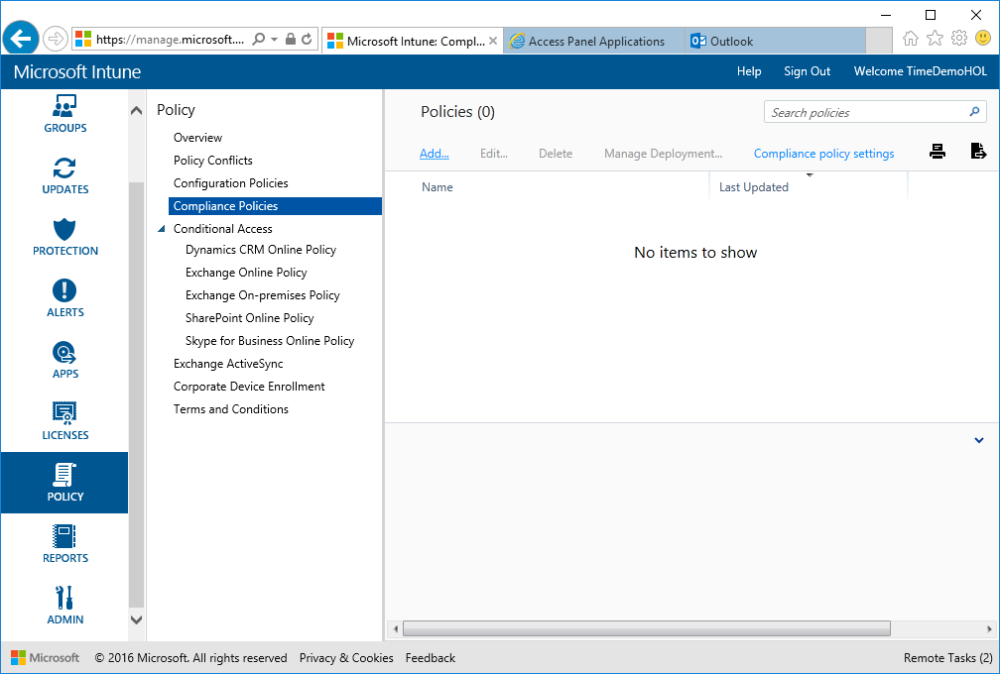 https://manage.microsoft....
Microsoft Intune: Compl...
Access Panel Applications
Outlook
Microsoft Intune
Help
Sign Out
Welcome TimeDemoHOL
GROUPS
UPDATES
PROTECTION
ALERTS
APPS
LICENSES
POLICY
REPORTS
ADMIN
Policy
Overview
Policy Conflicts
Configuration Policies
Compliance Policies
Conditional Access
Dynamics CRM Online Policy
Exchange Online Policy
Exchange On-premises Policy
SharePoint Online Policy
Skype for Business Online Policy
Exchange ActiveSync
Corporate Device Enrollment
Terms and Conditions
Policies (0)
Search policies
Add...
Edit...
Delete
Manage Deployment...
Compliance policy settings
Name
Last Updated
No items to show
Microsoft
© 2016 Microsoft. All rights reserved
Privacy & Cookies
Feedback
Remote Tasks (2)